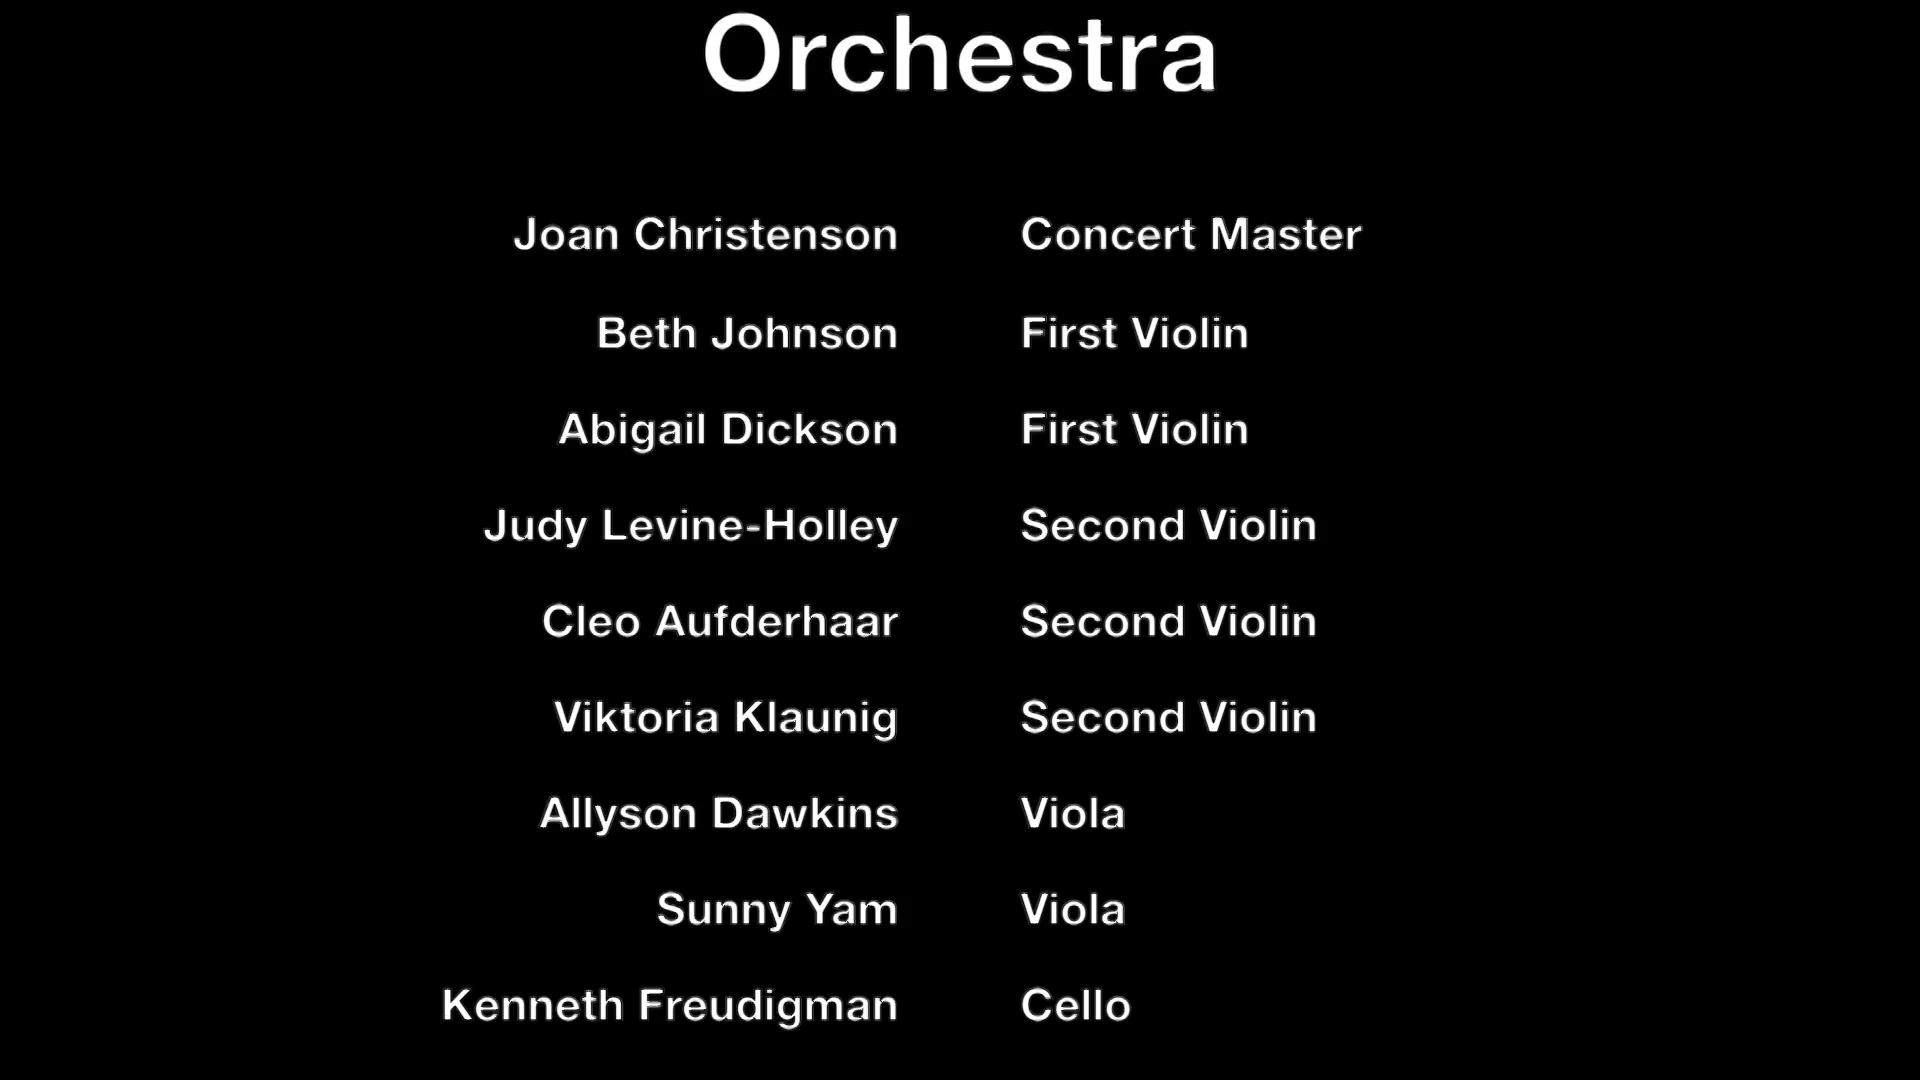 Orchestra
Joan Christenson Concert Master
Beth Johnson First Violin
Abigail Dickson First Violin
Judy Levine-Holley Second Violin
Cleo Aufderhaar Second Violin
Viktoria Klaunig Second Violin
Allyson Dawkins Viola
Sunny Yam Viola
Kenneth Freudigman Cello